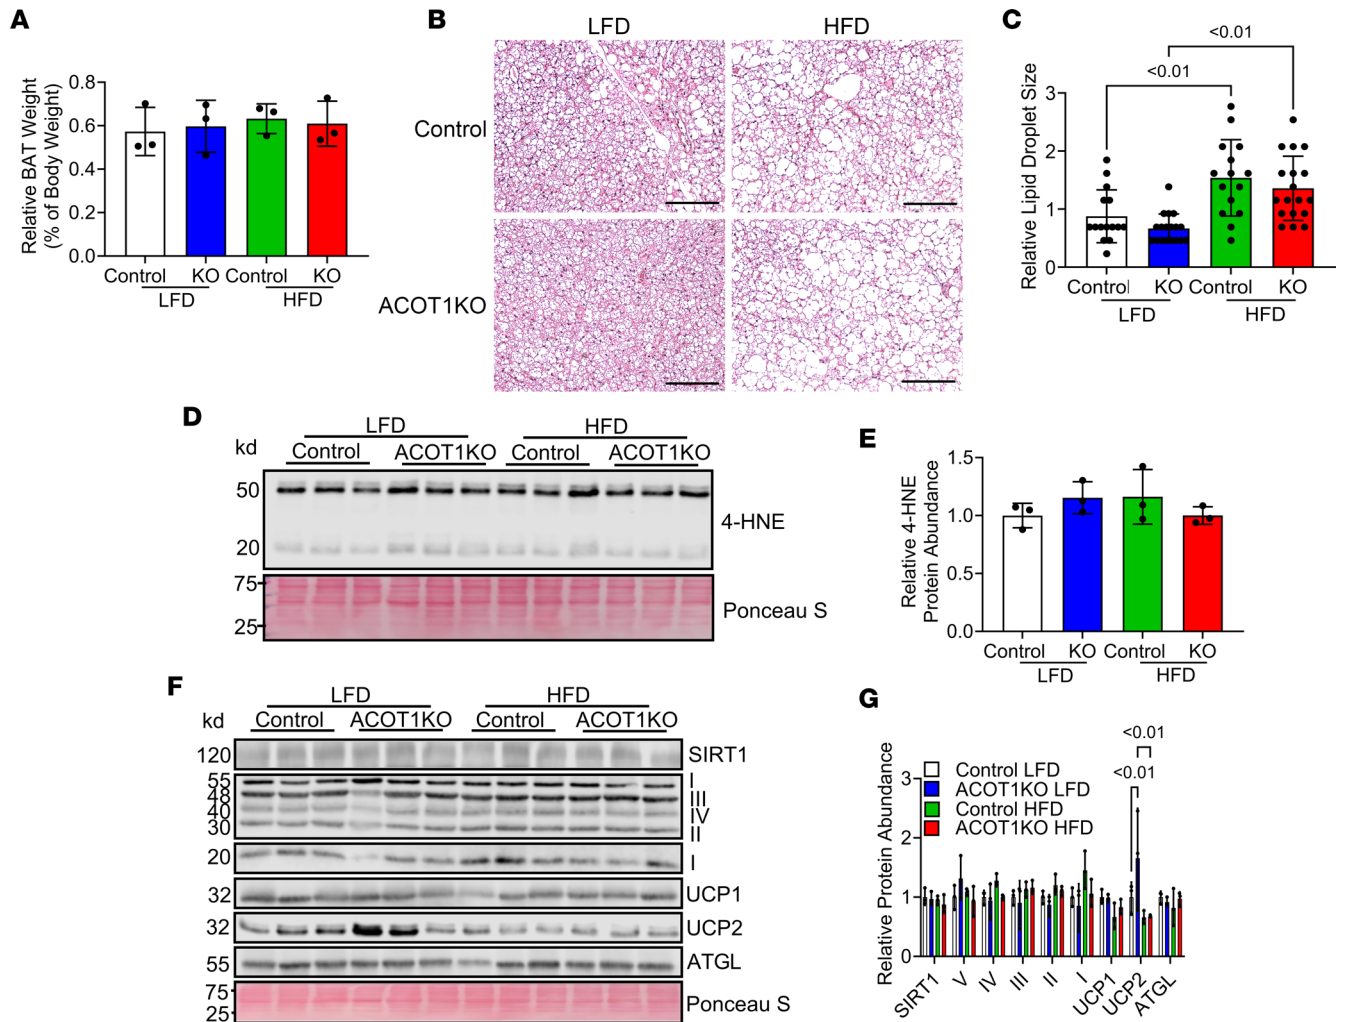 A
Relative BAT Weight
(% of Body Weight)
0.8
0.6
0.4
0.2
0.0
Control KO Control KO
LFD HFD
B
LFD HFD
Control
ACOT1KO
C
<0.01
<0.01
Relative Lipid Droplet Size
3
2
1
0
Control KO Control KO
LFD HFD
D
LFD HFD
kd Control ACOT1KO Control ACOT1KO
50
20
4-HNE
75
25
Ponceau S
E
Relative 4-HNE
Protein Abundance
1.5
1.0
0.5
0.0
Control KO Control KO
LFD HFD
F
LFD HFD
kd Control ACOT1KO Control ACOT1KO
120 SIRT1
55 I
48 III
40 IV
30 II
20 I
32 UCP1
32 UCP2
55 ATGL
75
25
Ponceau S
G
<0.01
<0.01
Relative Protein Abundance
3
2
1
0
Control LFD
ACOT1KO LFD
Control HFD
ACOT1KO HFD
SIRT1 V IV III II I UCP1 UCP2 ATGL